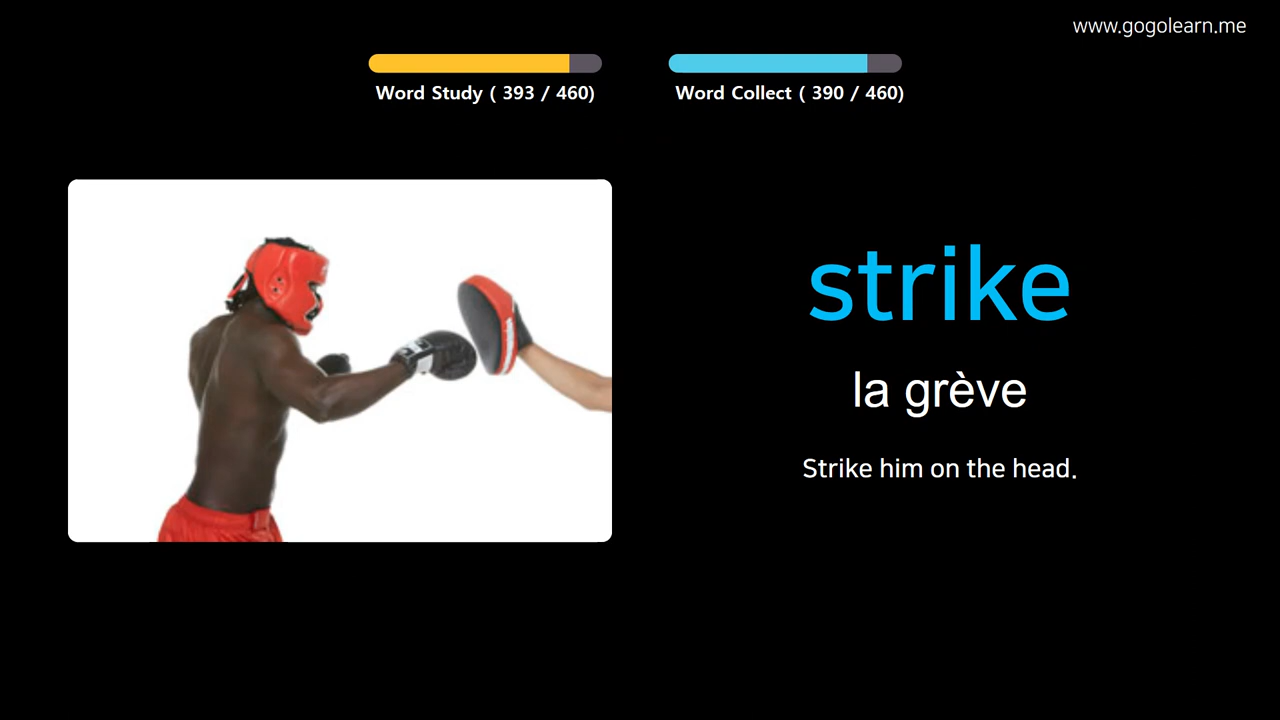 www.gogolearn.me
Word Study ( 393 / 460)
Word Collect ( 390 / 460)
strike
la grève
Strike him on the head.